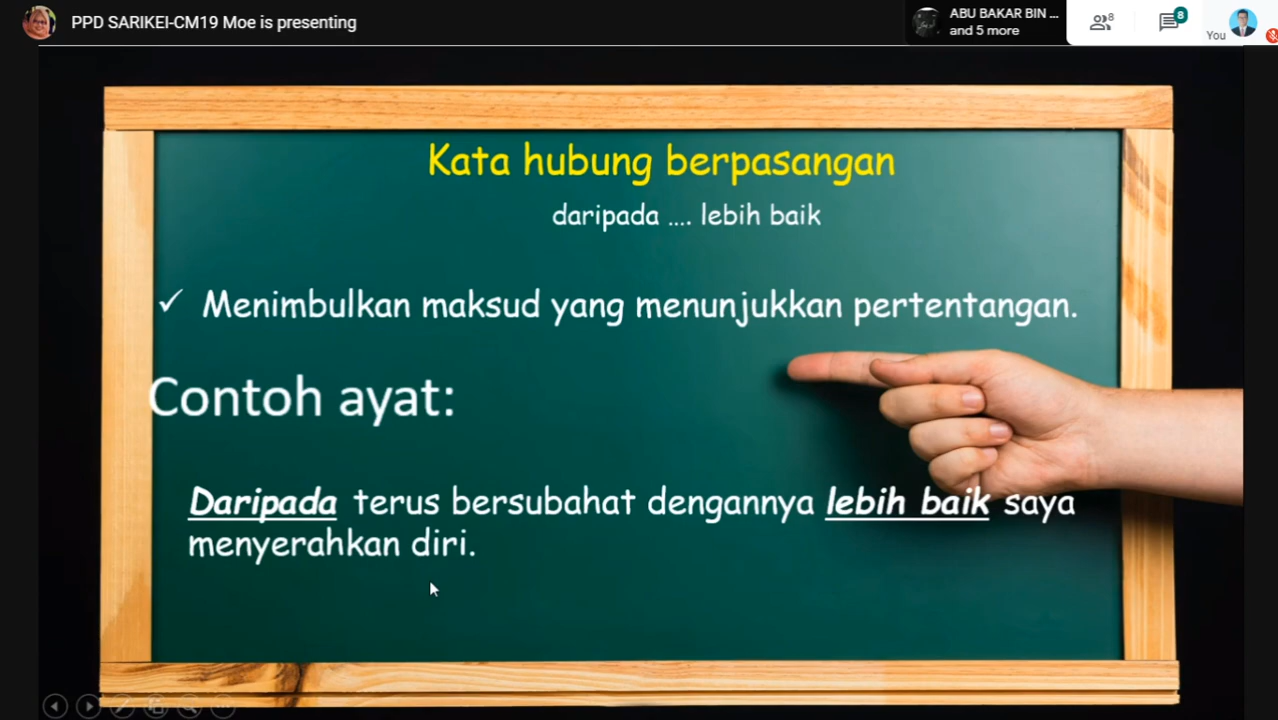 PPD SARIKEI-CM19 Moe is presenting
ABU BAKAR BIN ...
and 5 more
8
8
You
Kata hubung berpasangan
daripada .... lebih baik
✓ Menimbulkan maksud yang menunjukkan pertentangan.
Contoh ayat:
Daripada terus bersubahat dengannya lebih baik saya
menyerahkan diri.